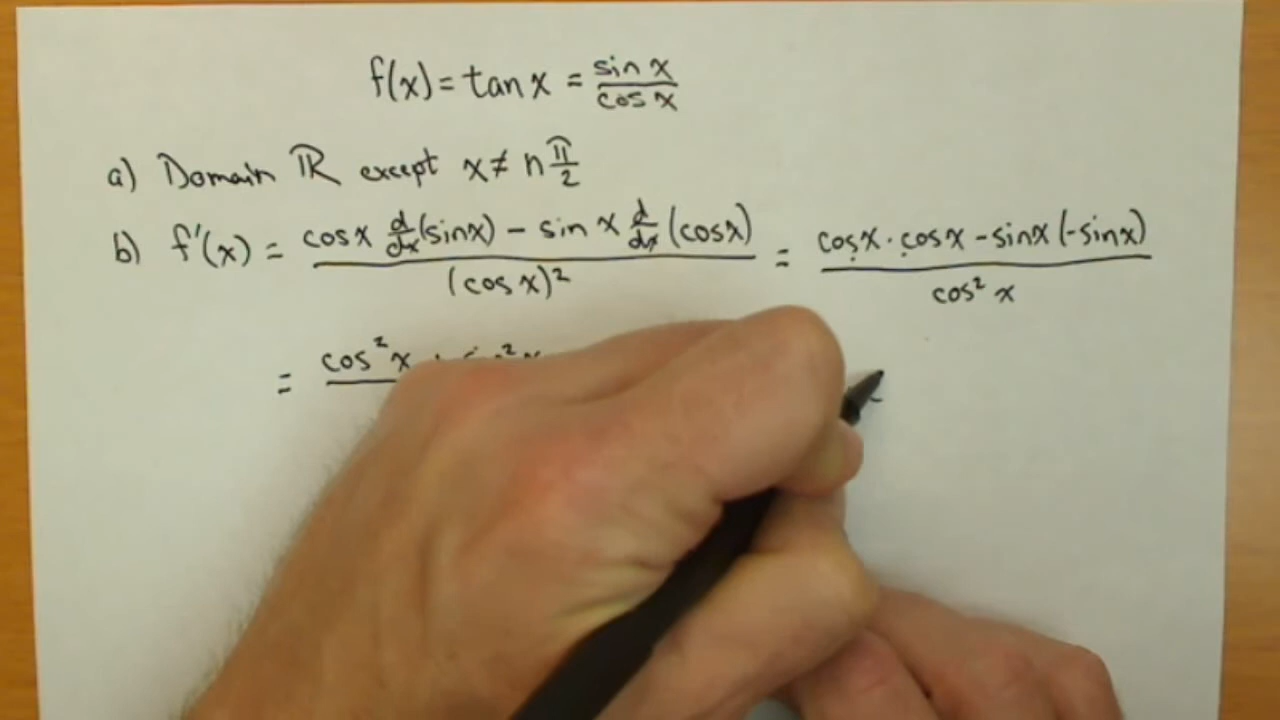 f(x) = tan x = sin x / cos x
a) Domain ℝ except x ≠ n π/2
b) f'(x) = (cos x d/dx (sin x) − sin x d/dx (cos x)) / (cos x)² = (cos x · cos x − sin x (−sin x)) / cos² x
= cos² x